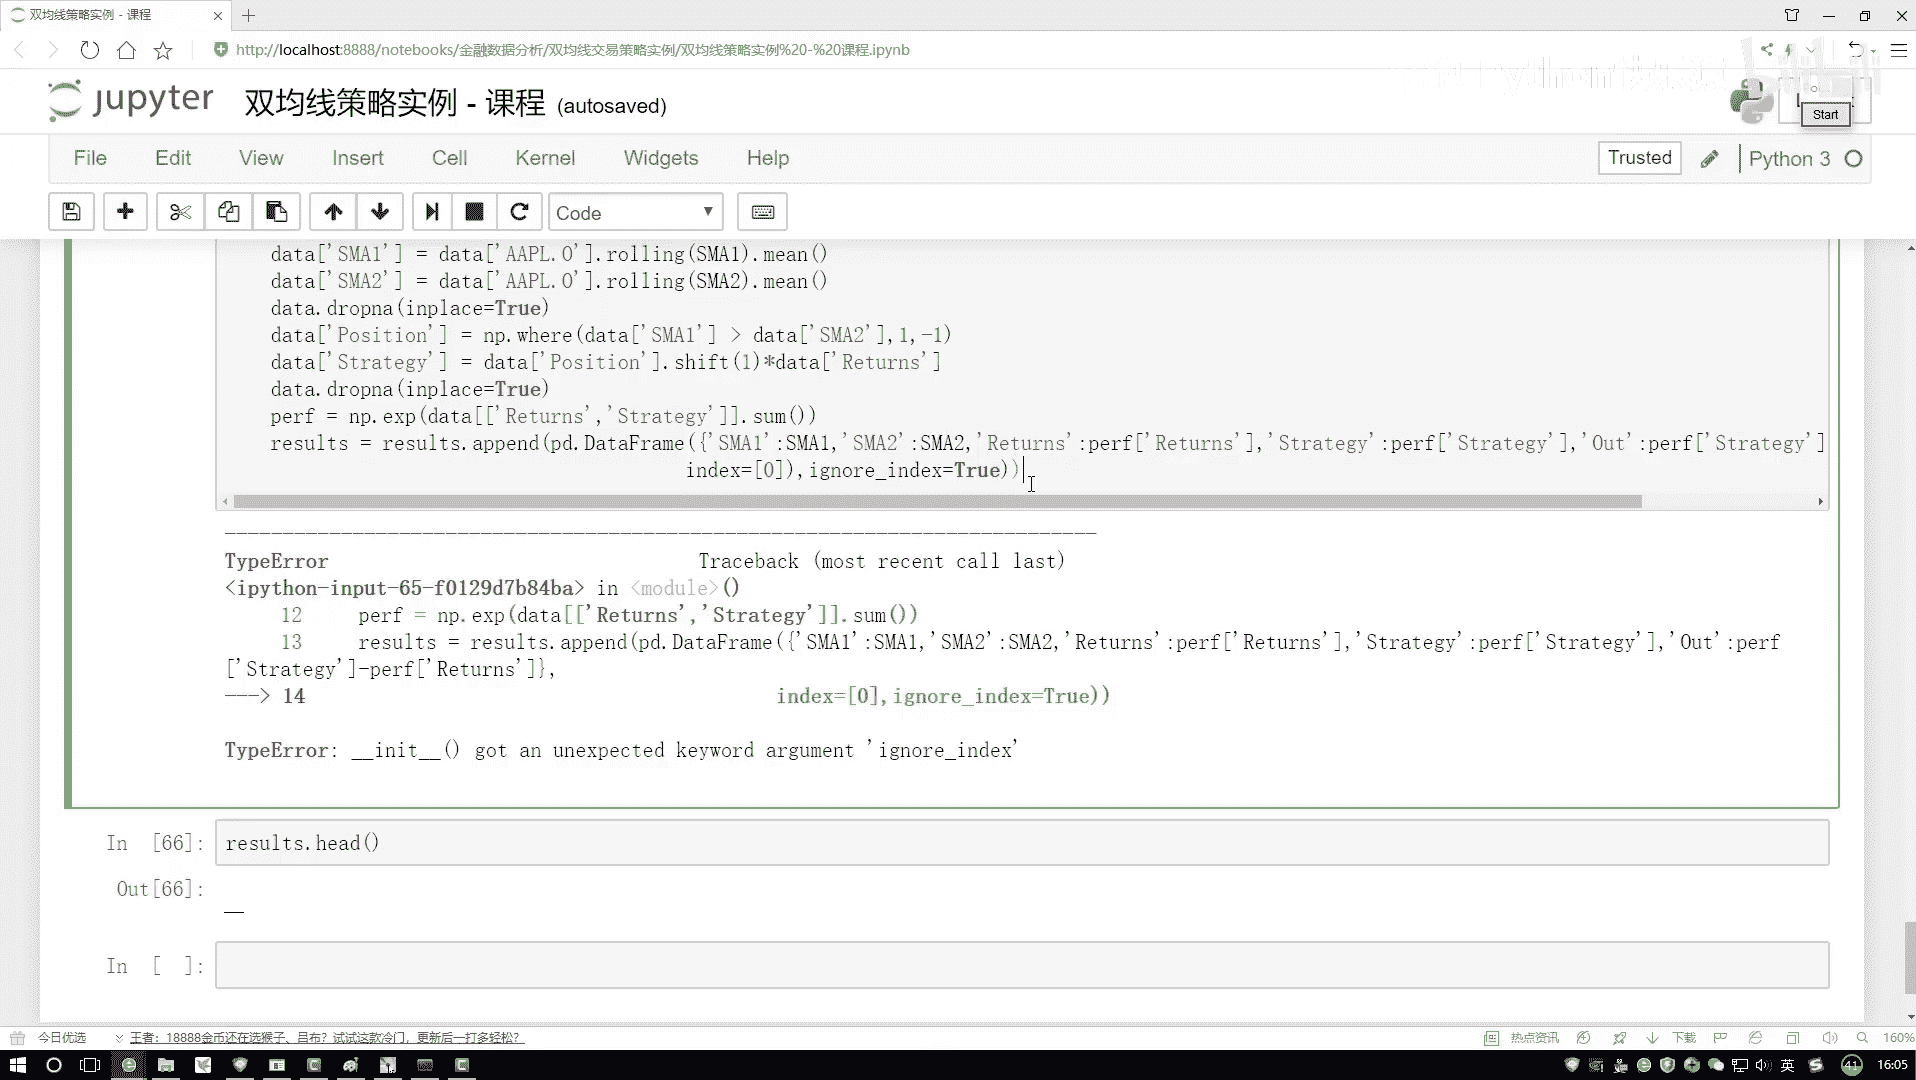 双均线策略实例 - 课程
http://localhost:8888/notebooks/金融数据分析/双均线交易策略实例/双均线策略实例%20-%20课程.ipynb
jupyter 双均线策略实例 - 课程 (autosaved)
Start
File Edit View Insert Cell Kernel Widgets Help
Trusted Python 3
Code
data['SMA1'] = data['AAPL.O'].rolling(SMA1).mean()
data['SMA2'] = data['AAPL.O'].rolling(SMA2).mean()
data.dropna(inplace=True)
data['Position'] = np.where(data['SMA1'] > data['SMA2'],1,-1)
data['Strategy'] = data['Position'].shift(1)*data['Returns']
data.dropna(inplace=True)
perf = np.exp(data[['Returns','Strategy']].sum())
results = results.append(pd.DataFrame({'SMA1':SMA1,'SMA2':SMA2,'Returns':perf['Returns'],'Strategy':perf['Strategy'],'Out':perf['Strategy']
index=[0]),ignore_index=True))
---------------------------------------------------------------------------
TypeError Traceback (most recent call last)
<ipython-input-65-f0129d7b84ba> in <module>()
12 perf = np.exp(data[['Returns','Strategy']].sum())
13 results = results.append(pd.DataFrame({'SMA1':SMA1,'SMA2':SMA2,'Returns':perf['Returns'],'Strategy':perf['Strategy'],'Out':perf
['Strategy']-perf['Returns']},
---> 14 index=[0],ignore_index=True))
TypeError: __init__() got an unexpected keyword argument 'ignore_index'
In [66]: results.head()
Out[66]:
In [ ]:
今日优选 王者：18888金币还在选猴子、吕布？试试这款冷门，更新后一打多轻松？ 热点资讯 下载 160%
英 41 16:05